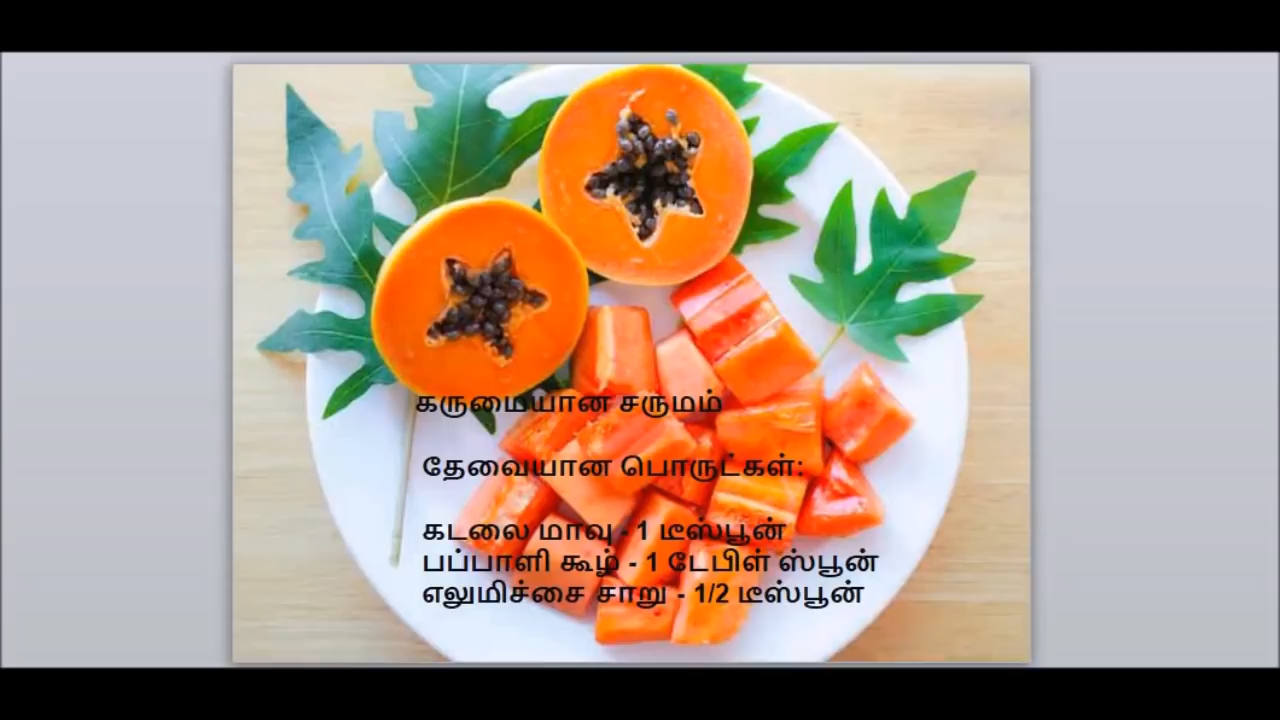 கருமையான சருமம்
தேவையான பொருட்கள்:
கடலை மாவு - 1 டீஸ்பூன்
பப்பாளி கூழ் - 1 டேபிள் ஸ்பூன்
எலுமிச்சை சாறு - 1/2 டீஸ்பூன்